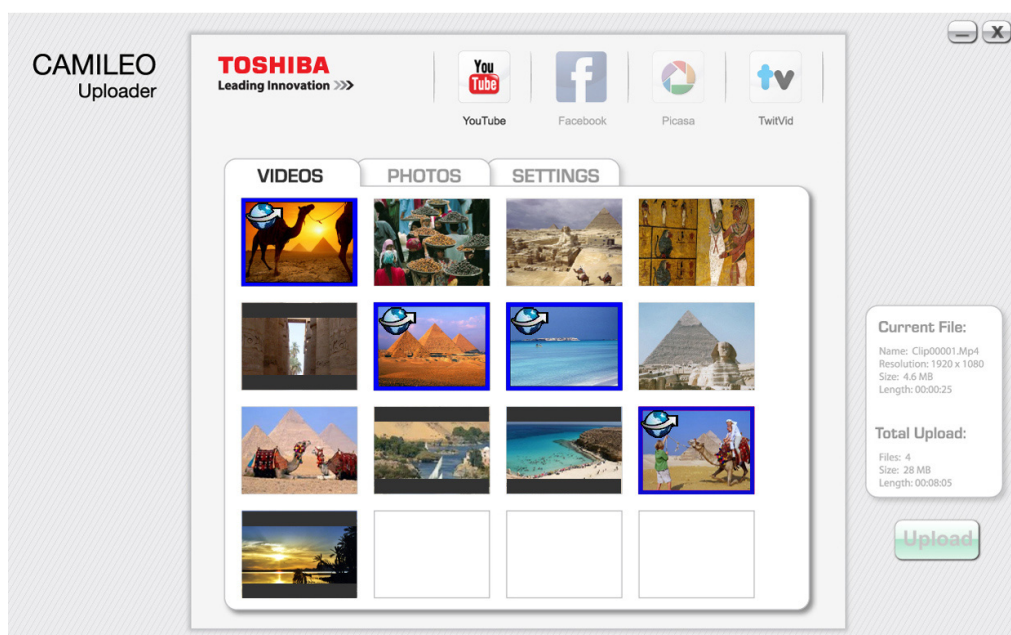 CAMILEO
Uploader
TOSHIBA
Leading Innovation >>>
You
Tube
f
tv
YouTube
Facebook
Picasa
TwitVid
VIDEOS
PHOTOS
SETTINGS
Current File:
Name: Clip00001.Mp4
Resolution: 1920 x 1080
Size: 4.6 MB
Length: 00:00:25
Total Upload:
Files: 4
Size: 28 MB
Length: 00:08:05
Upload
X